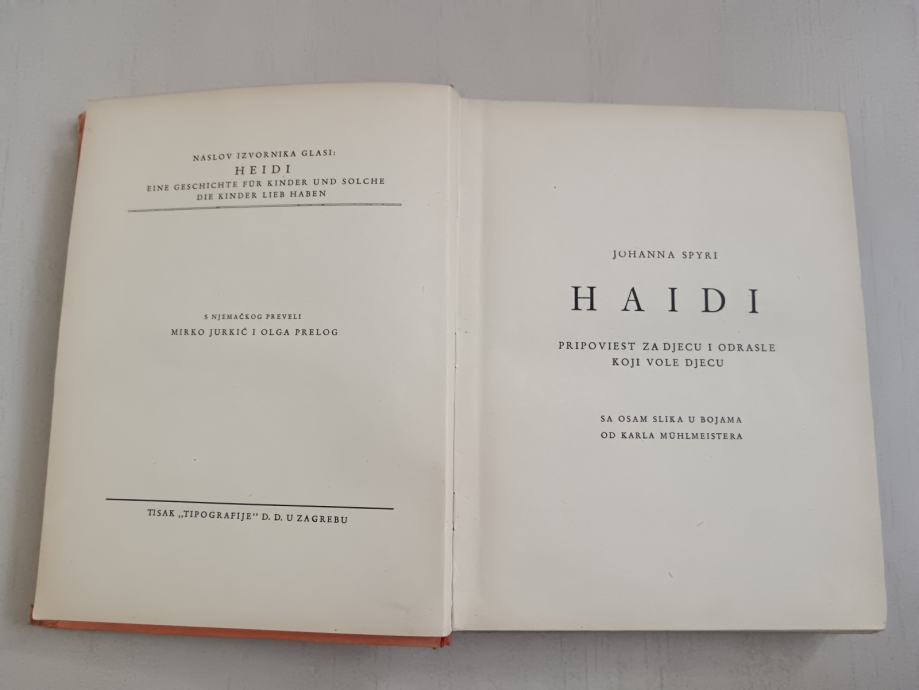 NASLOV IZVORNIKA GLASI:
HEIDI
EINE GESCHICHTE FÜR KINDER UND SOLCHE
DIE KINDER LIEB HABEN
S NJEMAČKOG PREVELI
MIRKO JURKIĆ I OLGA PRELOG
TISAK „TIPOGRAFIJE" D. D. U ZAGREBU
JOHANNA SPYRI
HAIDI
PRIPOVIEST ZA DJECU I ODRASLE
KOJI VOLE DJECU
SA OSAM SLIKA U BOJAMA
OD KARLA MÜHLMEISTERA